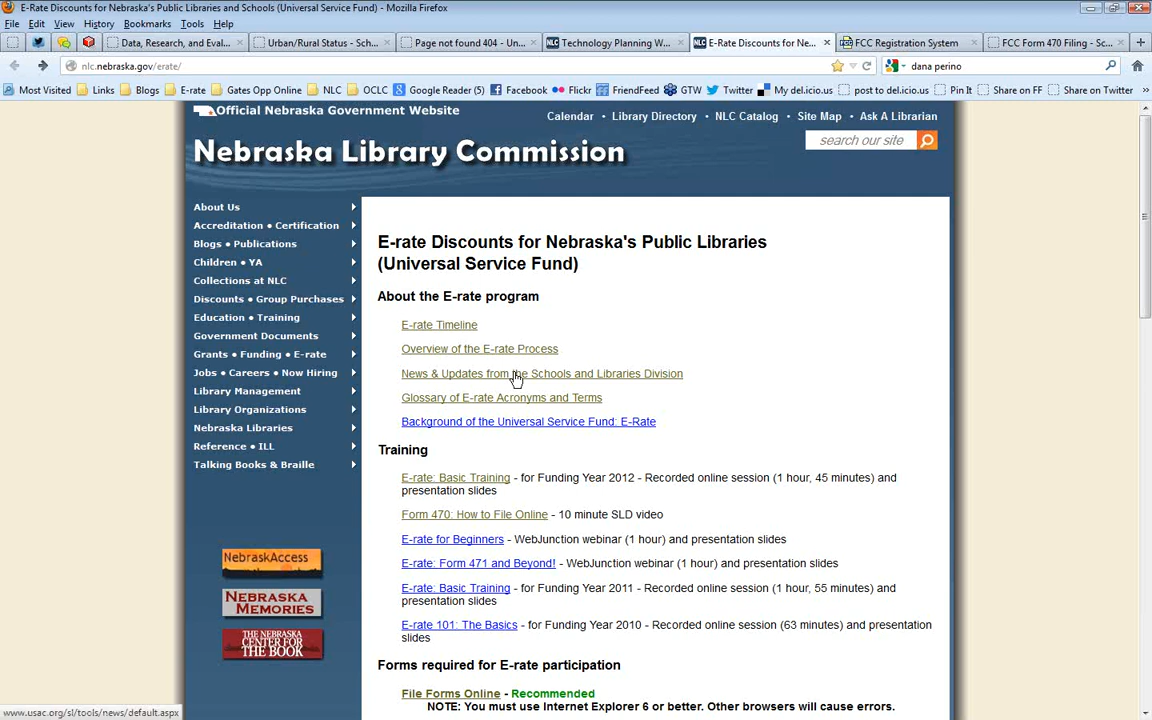 E-Rate Discounts for Nebraska's Public Libraries and Schools (Universal Service Fund) - Mozilla Firefox
File Edit View History Bookmarks Tools Help
Data, Research, and Eval... Urban/Rural Status - Sch... Page not found 404 - Un... NLC Technology Planning W... NLC E-Rate Discounts for Ne... FCC Registration System FCC Form 470 Filing - Sc...
nlc.nebraska.gov/erate/ dana perino
Most Visited Links Blogs E-rate Gates Opp Online NLC OCLC Google Reader (5) Facebook Flickr FriendFeed GTW Twitter My del.icio.us post to del.icio.us Pin It Share on FF Share on Twitter
Official Nebraska Government Website
Calendar • Library Directory • NLC Catalog • Site Map • Ask A Librarian
search our site
Nebraska Library Commission
About Us
Accreditation • Certification
Blogs • Publications
Children • YA
Collections at NLC
Discounts • Group Purchases
Education • Training
Government Documents
Grants • Funding • E-rate
Jobs • Careers • Now Hiring
Library Management
Library Organizations
Nebraska Libraries
Reference • ILL
Talking Books & Braille
NebraskAccess
NEBRASKA
MEMORIES
THE NEBRASKA
CENTER FOR
THE BOOK
E-rate Discounts for Nebraska's Public Libraries
(Universal Service Fund)
About the E-rate program
E-rate Timeline
Overview of the E-rate Process
News & Updates from the Schools and Libraries Division
Glossary of E-rate Acronyms and Terms
Background of the Universal Service Fund: E-Rate
Training
E-rate: Basic Training - for Funding Year 2012 - Recorded online session (1 hour, 45 minutes) and
presentation slides
Form 470: How to File Online - 10 minute SLD video
E-rate for Beginners - WebJunction webinar (1 hour) and presentation slides
E-rate: Form 471 and Beyond! - WebJunction webinar (1 hour) and presentation slides
E-rate: Basic Training - for Funding Year 2011 - Recorded online session (1 hour, 55 minutes) and
presentation slides
E-rate 101: The Basics - for Funding Year 2010 - Recorded online session (63 minutes) and presentation
slides
Forms required for E-rate participation
File Forms Online - Recommended
NOTE: You must use Internet Explorer 6 or better. Other browsers will cause errors.
www.usac.org/sl/tools/news/default.aspx